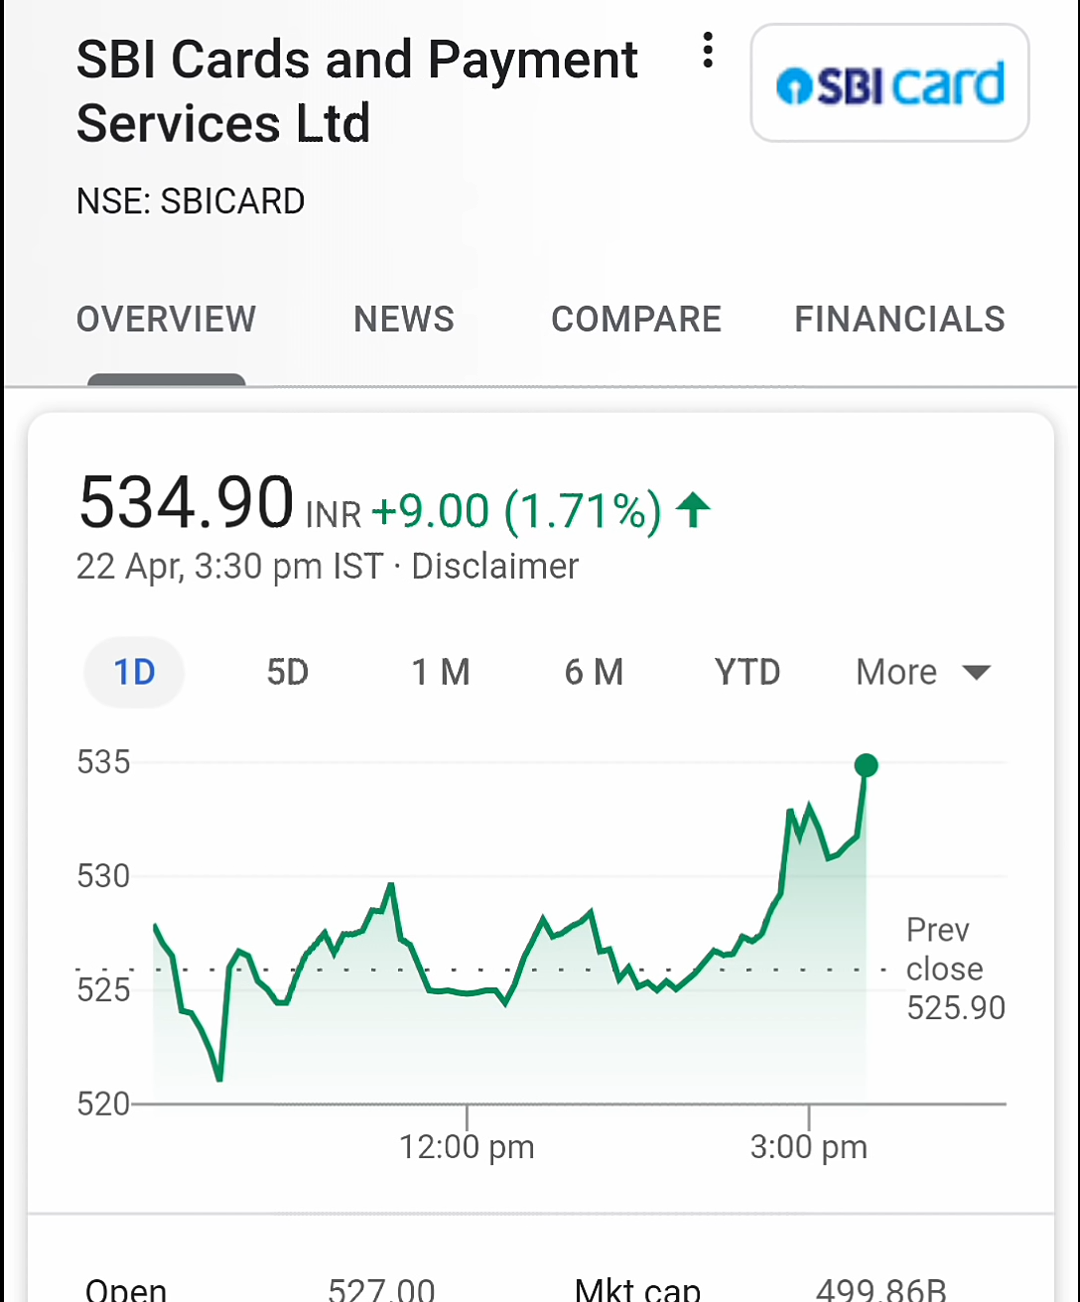 SBI Cards and Payment
Services Ltd
SBI card
NSE: SBICARD
OVERVIEW NEWS COMPARE FINANCIALS
534.90 INR +9.00 (1.71%)
22 Apr, 3:30 pm IST · Disclaimer
1D 5D 1 M 6 M YTD More
535
530
525
520
Prev
close
525.90
12:00 pm 3:00 pm
Open 527.00 Mkt cap 499.86B